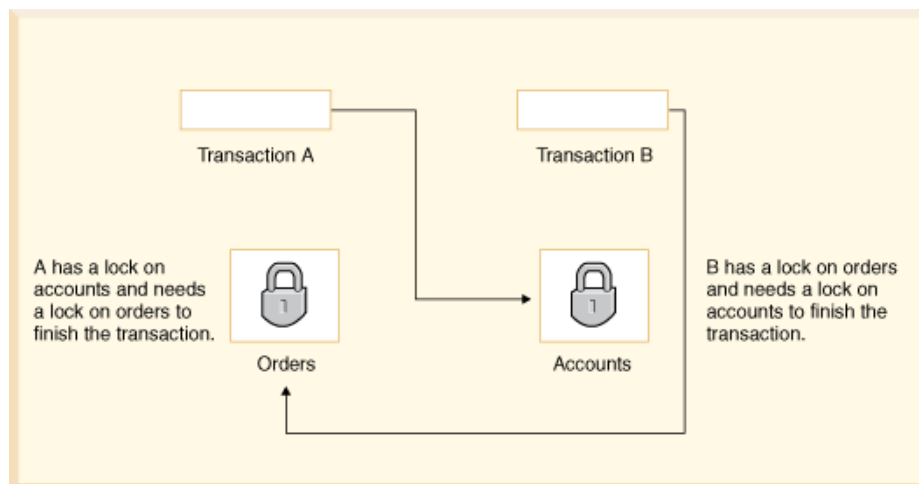 Transaction A
Transaction B
A has a lock on
accounts and needs
a lock on orders to
finish the transaction.
Orders
Accounts
B has a lock on orders
and needs a lock on
accounts to finish the
transaction.